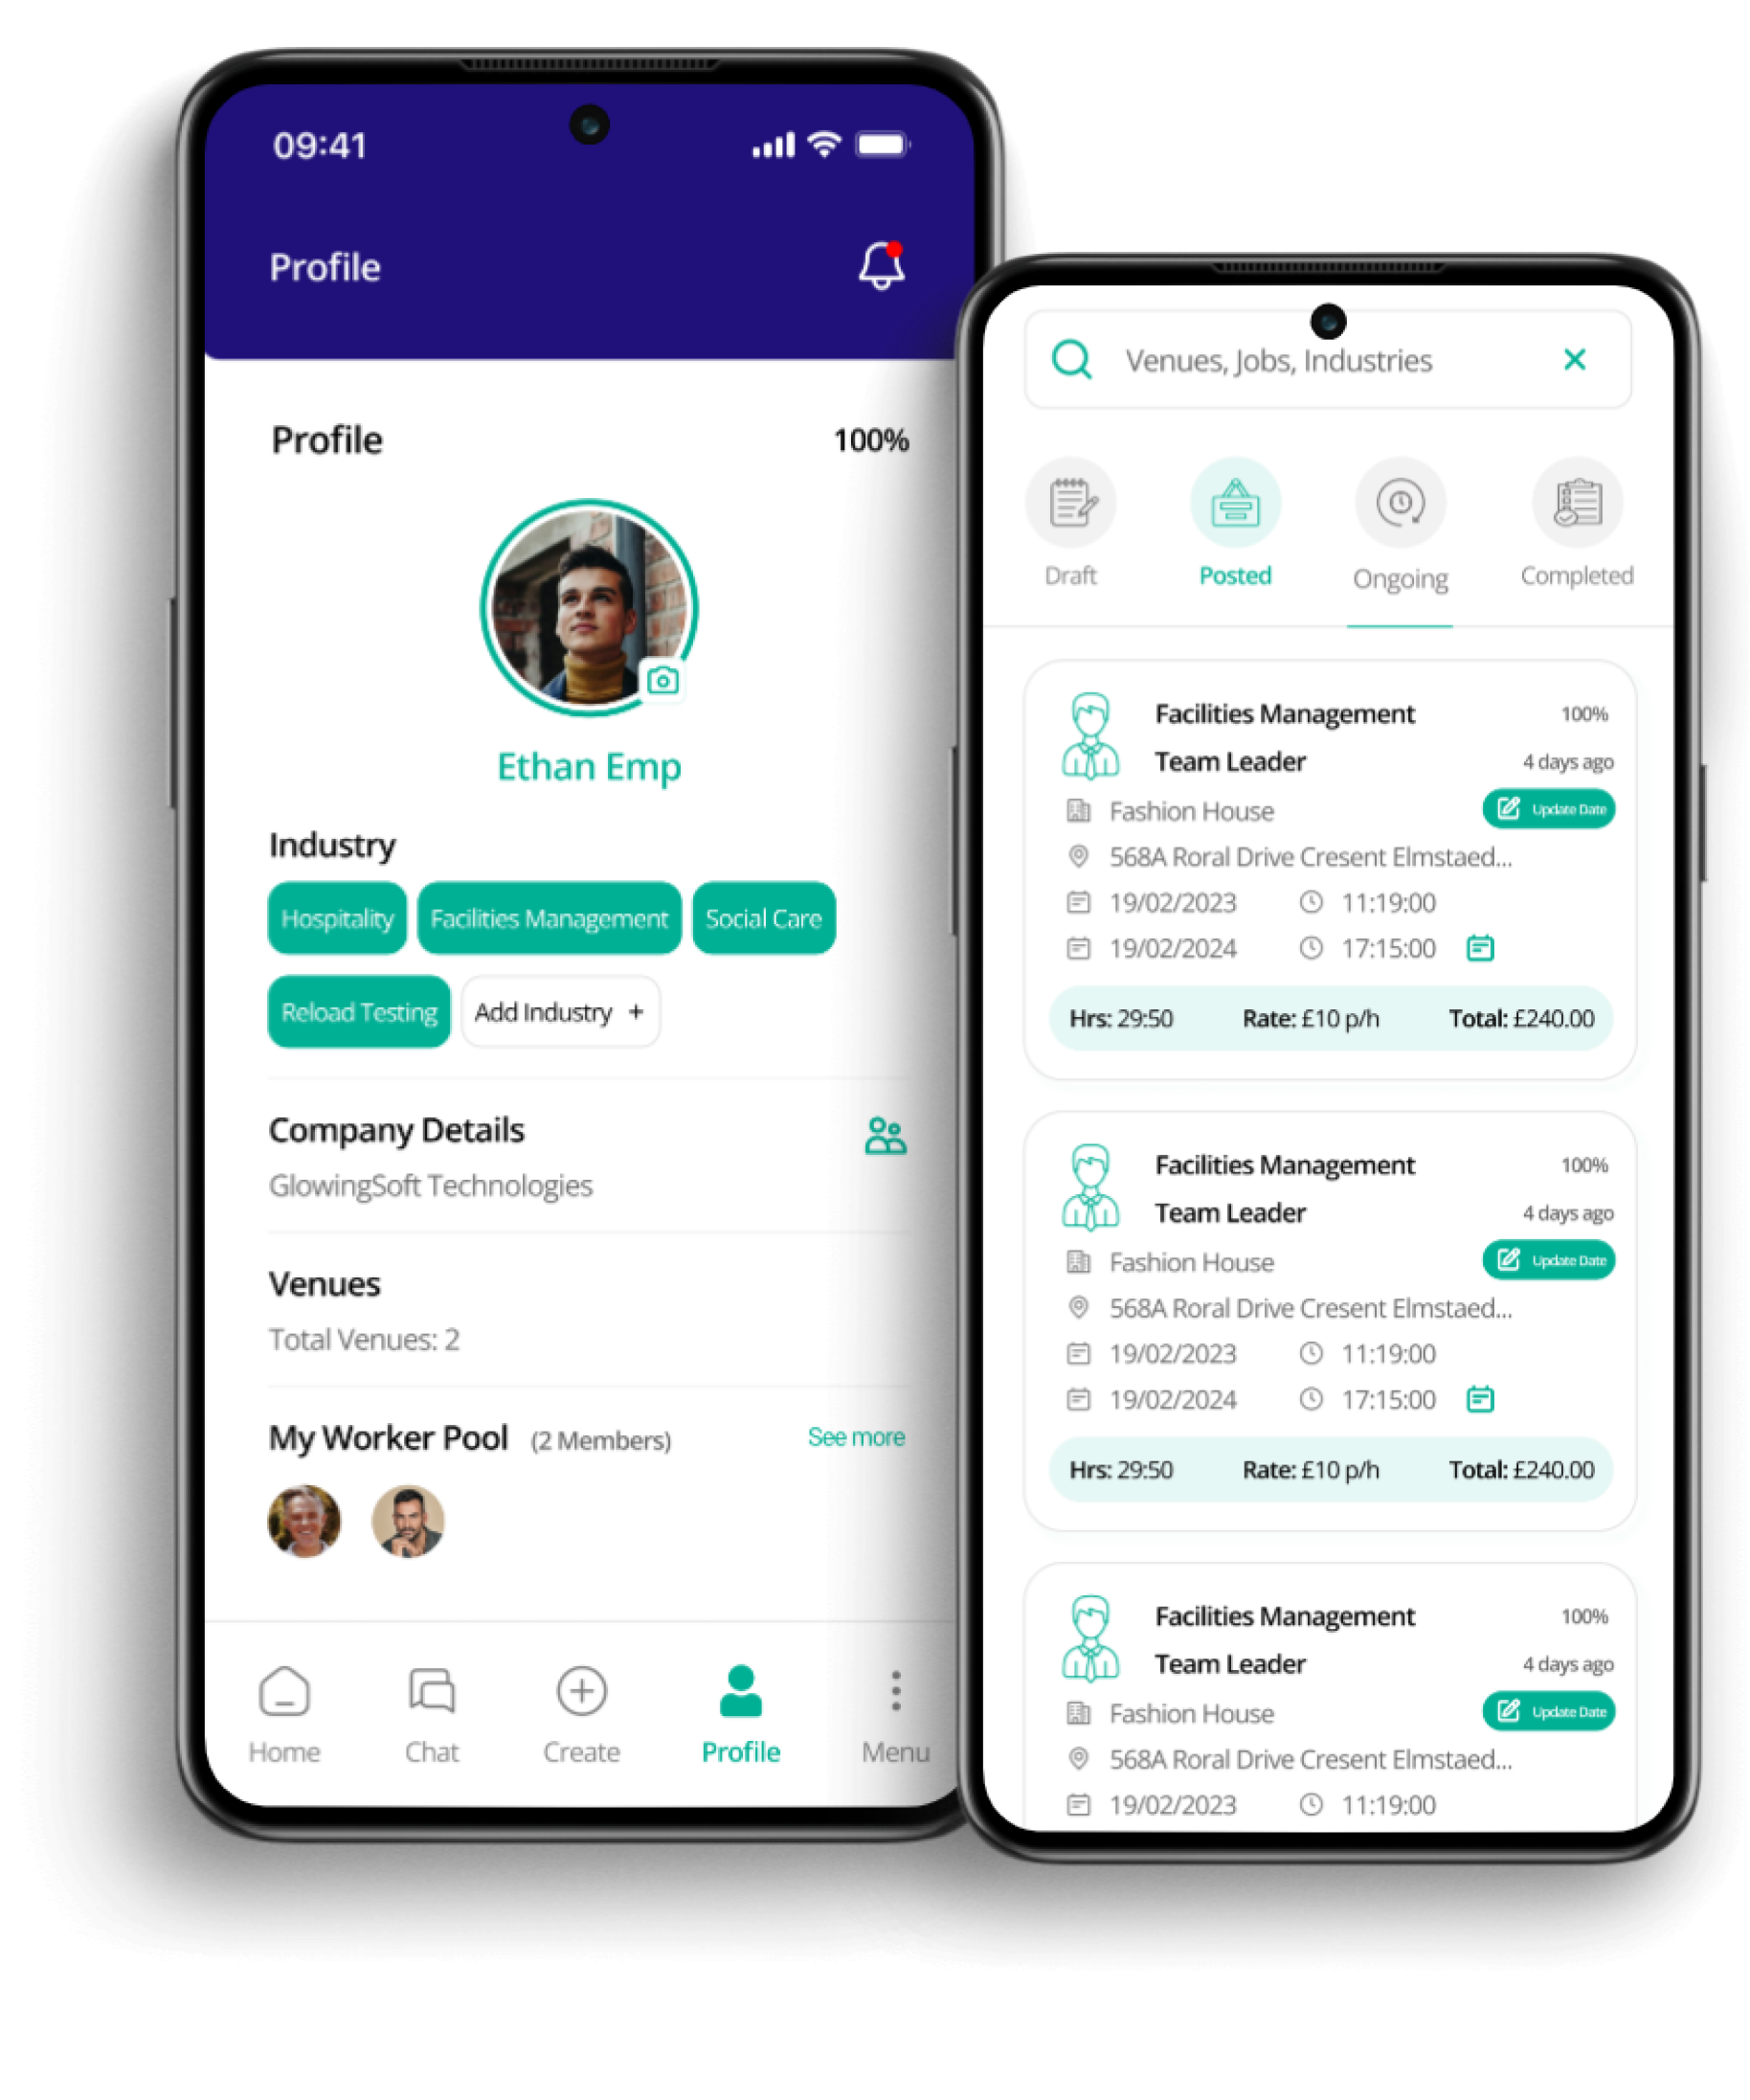 09:41
Profile
Profile
100%
Ethan Emp
Industry
Hospitality
Facilities Management
Social Care
Reload Testing
Add Industry +
Company Details
GlowingSoft Technologies
Venues
Total Venues: 2
My Worker Pool (2 Members)
See more
Home
Chat
Create
Profile
Menu
Venues, Jobs, Industries
Draft
Posted
Ongoing
Completed
Facilities Management
100%
Team Leader
4 days ago
Fashion House
Update Date
568A Roral Drive Cresent Elmstaed...
19/02/2023
11:19:00
19/02/2024
17:15:00
Hrs: 29:50
Rate: £10 p/h
Total: £240.00
Facilities Management
100%
Team Leader
4 days ago
Fashion House
Update Date
568A Roral Drive Cresent Elmstaed...
19/02/2023
11:19:00
19/02/2024
17:15:00
Hrs: 29:50
Rate: £10 p/h
Total: £240.00
Facilities Management
100%
Team Leader
4 days ago
Fashion House
Update Date
568A Roral Drive Cresent Elmstaed...
19/02/2023
11:19:00